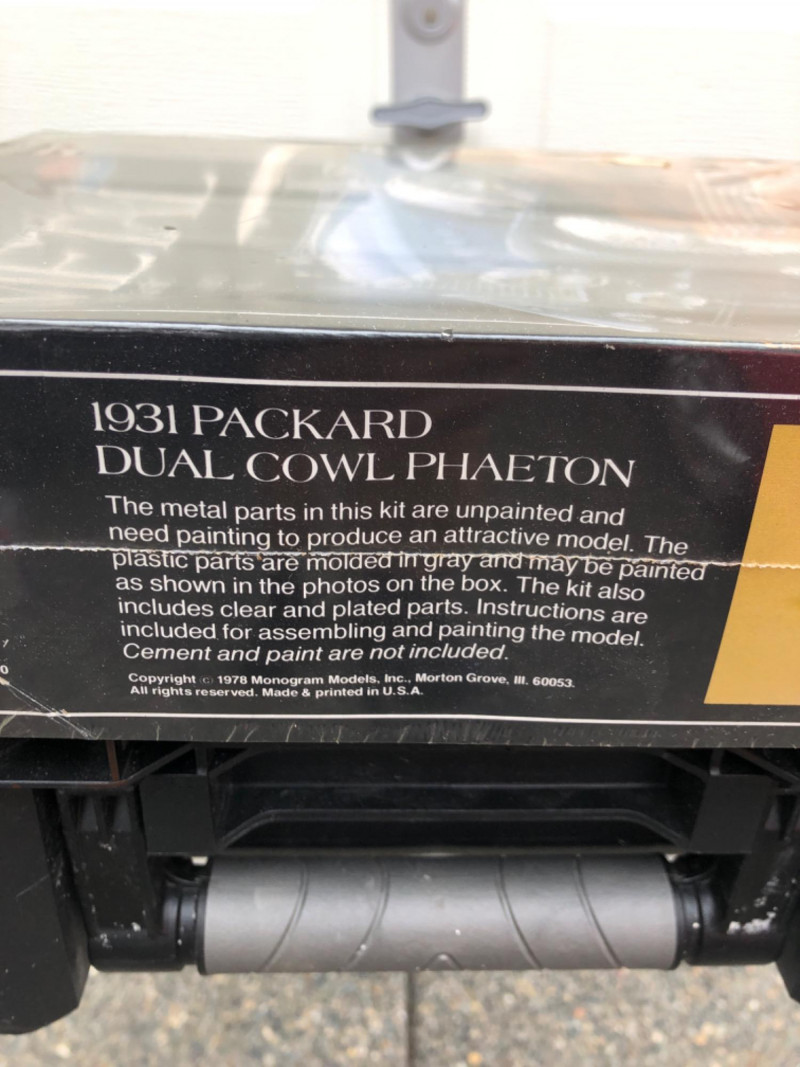 1931 PACKARD
DUAL COWL PHAETON
The metal parts in this kit are unpainted and
need painting to produce an attractive model. The
plastic parts are molded in gray and may be painted
as shown in the photos on the box. The kit also
includes clear and plated parts. Instructions are
included for assembling and painting the model.
Cement and paint are not included.
Copyright © 1978 Monogram Models, Inc., Morton Grove, Ill. 60053.
All rights reserved. Made & printed in U.S.A.